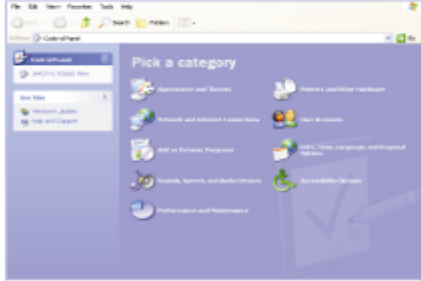 File Edit View Favorites Tools Help
Search Folders
Address Control Panel Go
Control Panel
Switch to Classic View
Pick a category
Appearance and Themes
Printers and Other Hardware
See Also
Windows Update
Help and Support
Network and Internet Connections
User Accounts
Add or Remove Programs
Date, Time, Language, and Regional
Options
Sounds, Speech, and Audio Devices
Accessibility Options
Performance and Maintenance